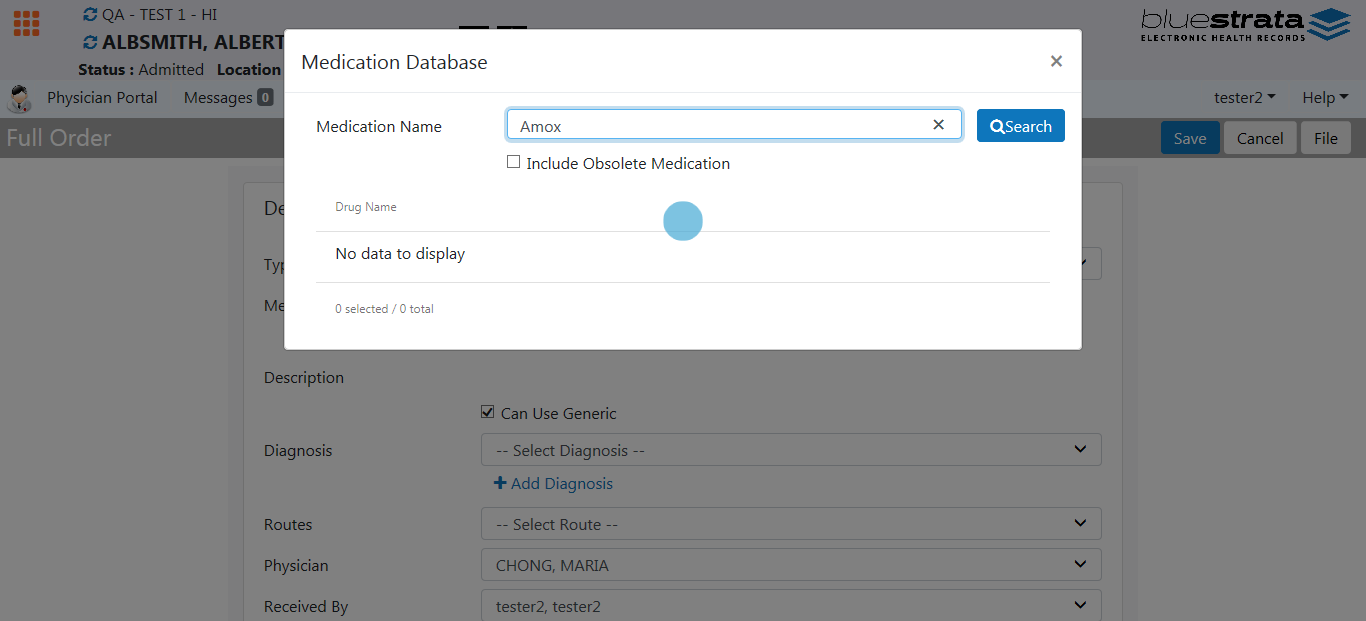 QA - TEST 1 - HI
ALBSMITH, ALBERT
Status : Admitted Location
bluestrata
ELECTRONIC HEALTH RECORDS
Physician Portal Messages 0 tester2 Help
Full Order Save Cancel File
Medication Database ×
Medication Name Amox ✕ Search
Include Obsolete Medication
Drug Name
No data to display
0 selected / 0 total
De
Typ
Me
Description
Can Use Generic
Diagnosis -- Select Diagnosis --
Add Diagnosis
Routes -- Select Route --
Physician CHONG, MARIA
Received By tester2, tester2